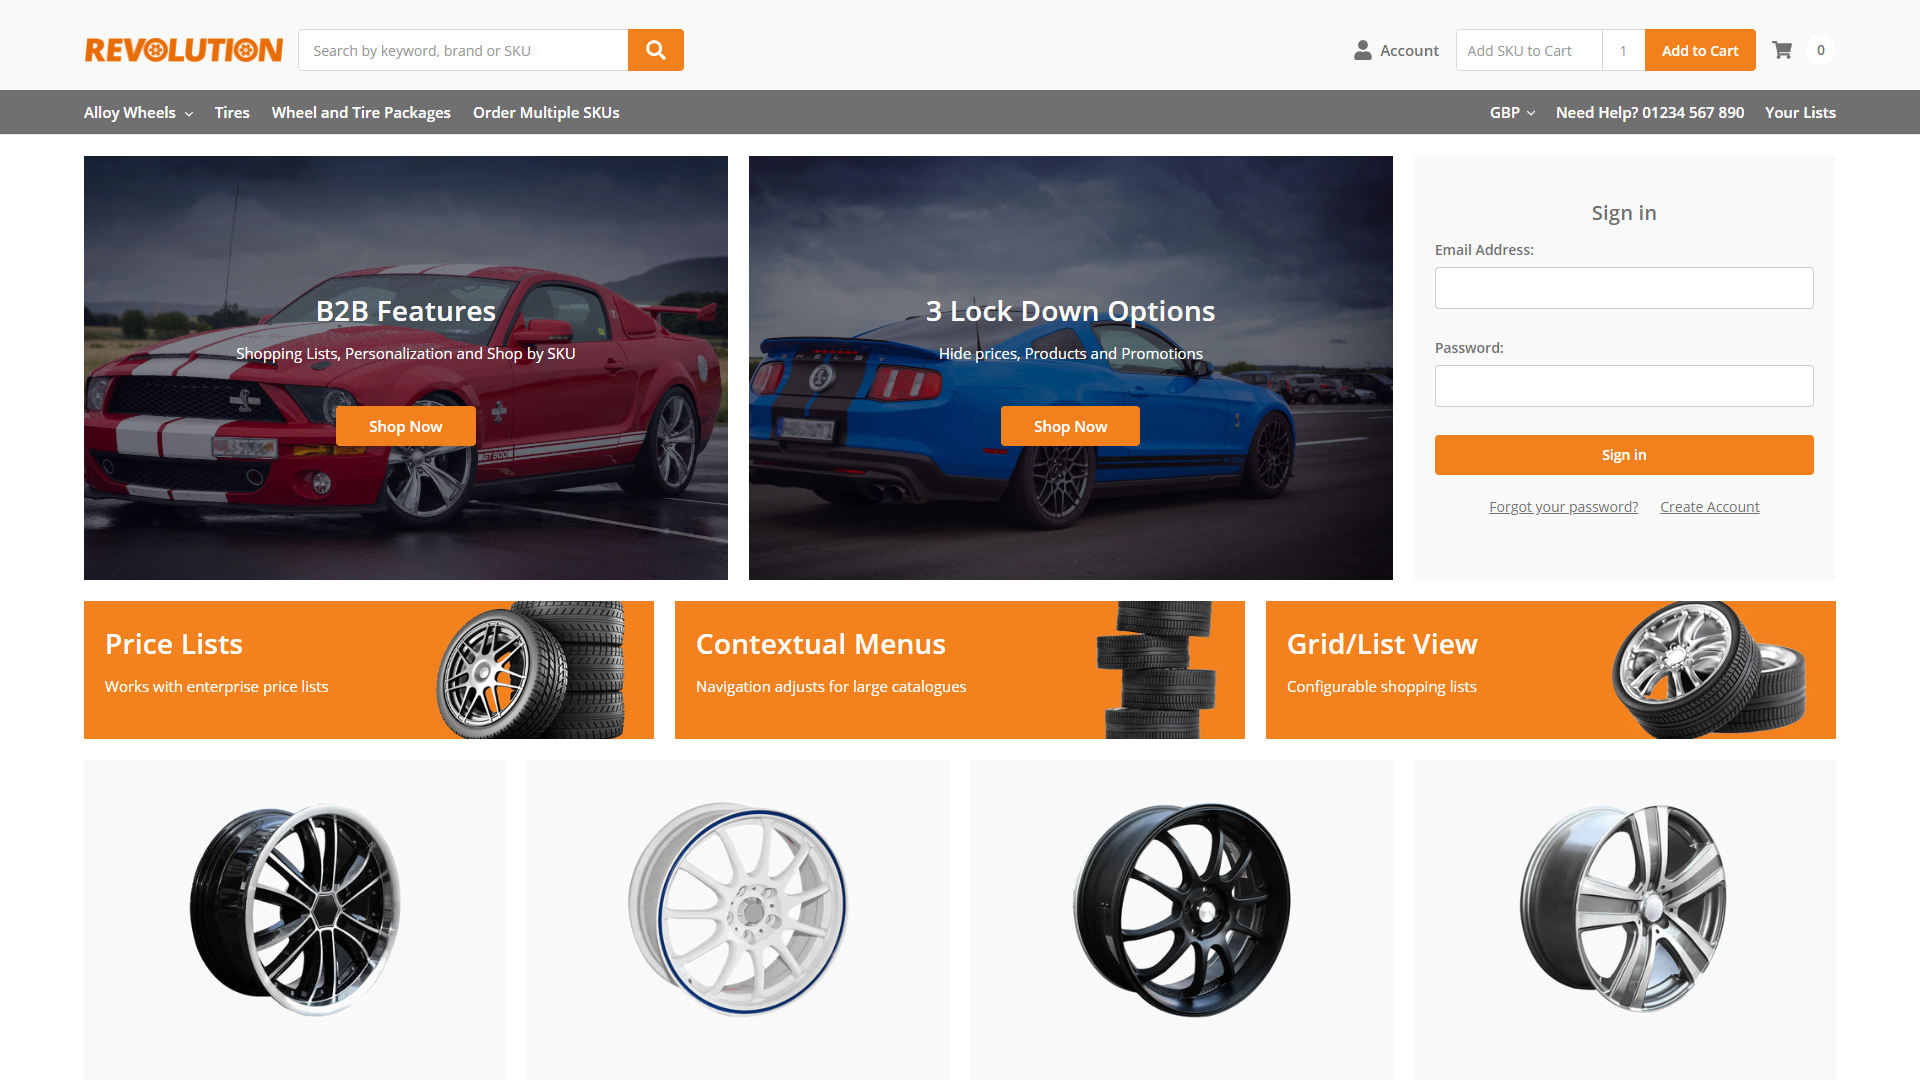 REVOLUTION
Search by keyword, brand or SKU
Account
Add SKU to Cart
1
Add to Cart
0
Alloy Wheels
Tires
Wheel and Tire Packages
Order Multiple SKUs
GBP
Need Help? 01234 567 890
Your Lists
B2B Features
Shopping Lists, Personalization and Shop by SKU
Shop Now
GT 500
3 Lock Down Options
Hide prices, Products and Promotions
Shop Now
Sign in
Email Address:
Password:
Sign in
Forgot your password?
Create Account
Price Lists
Works with enterprise price lists
Contextual Menus
Navigation adjusts for large catalogues
Grid/List View
Configurable shopping lists